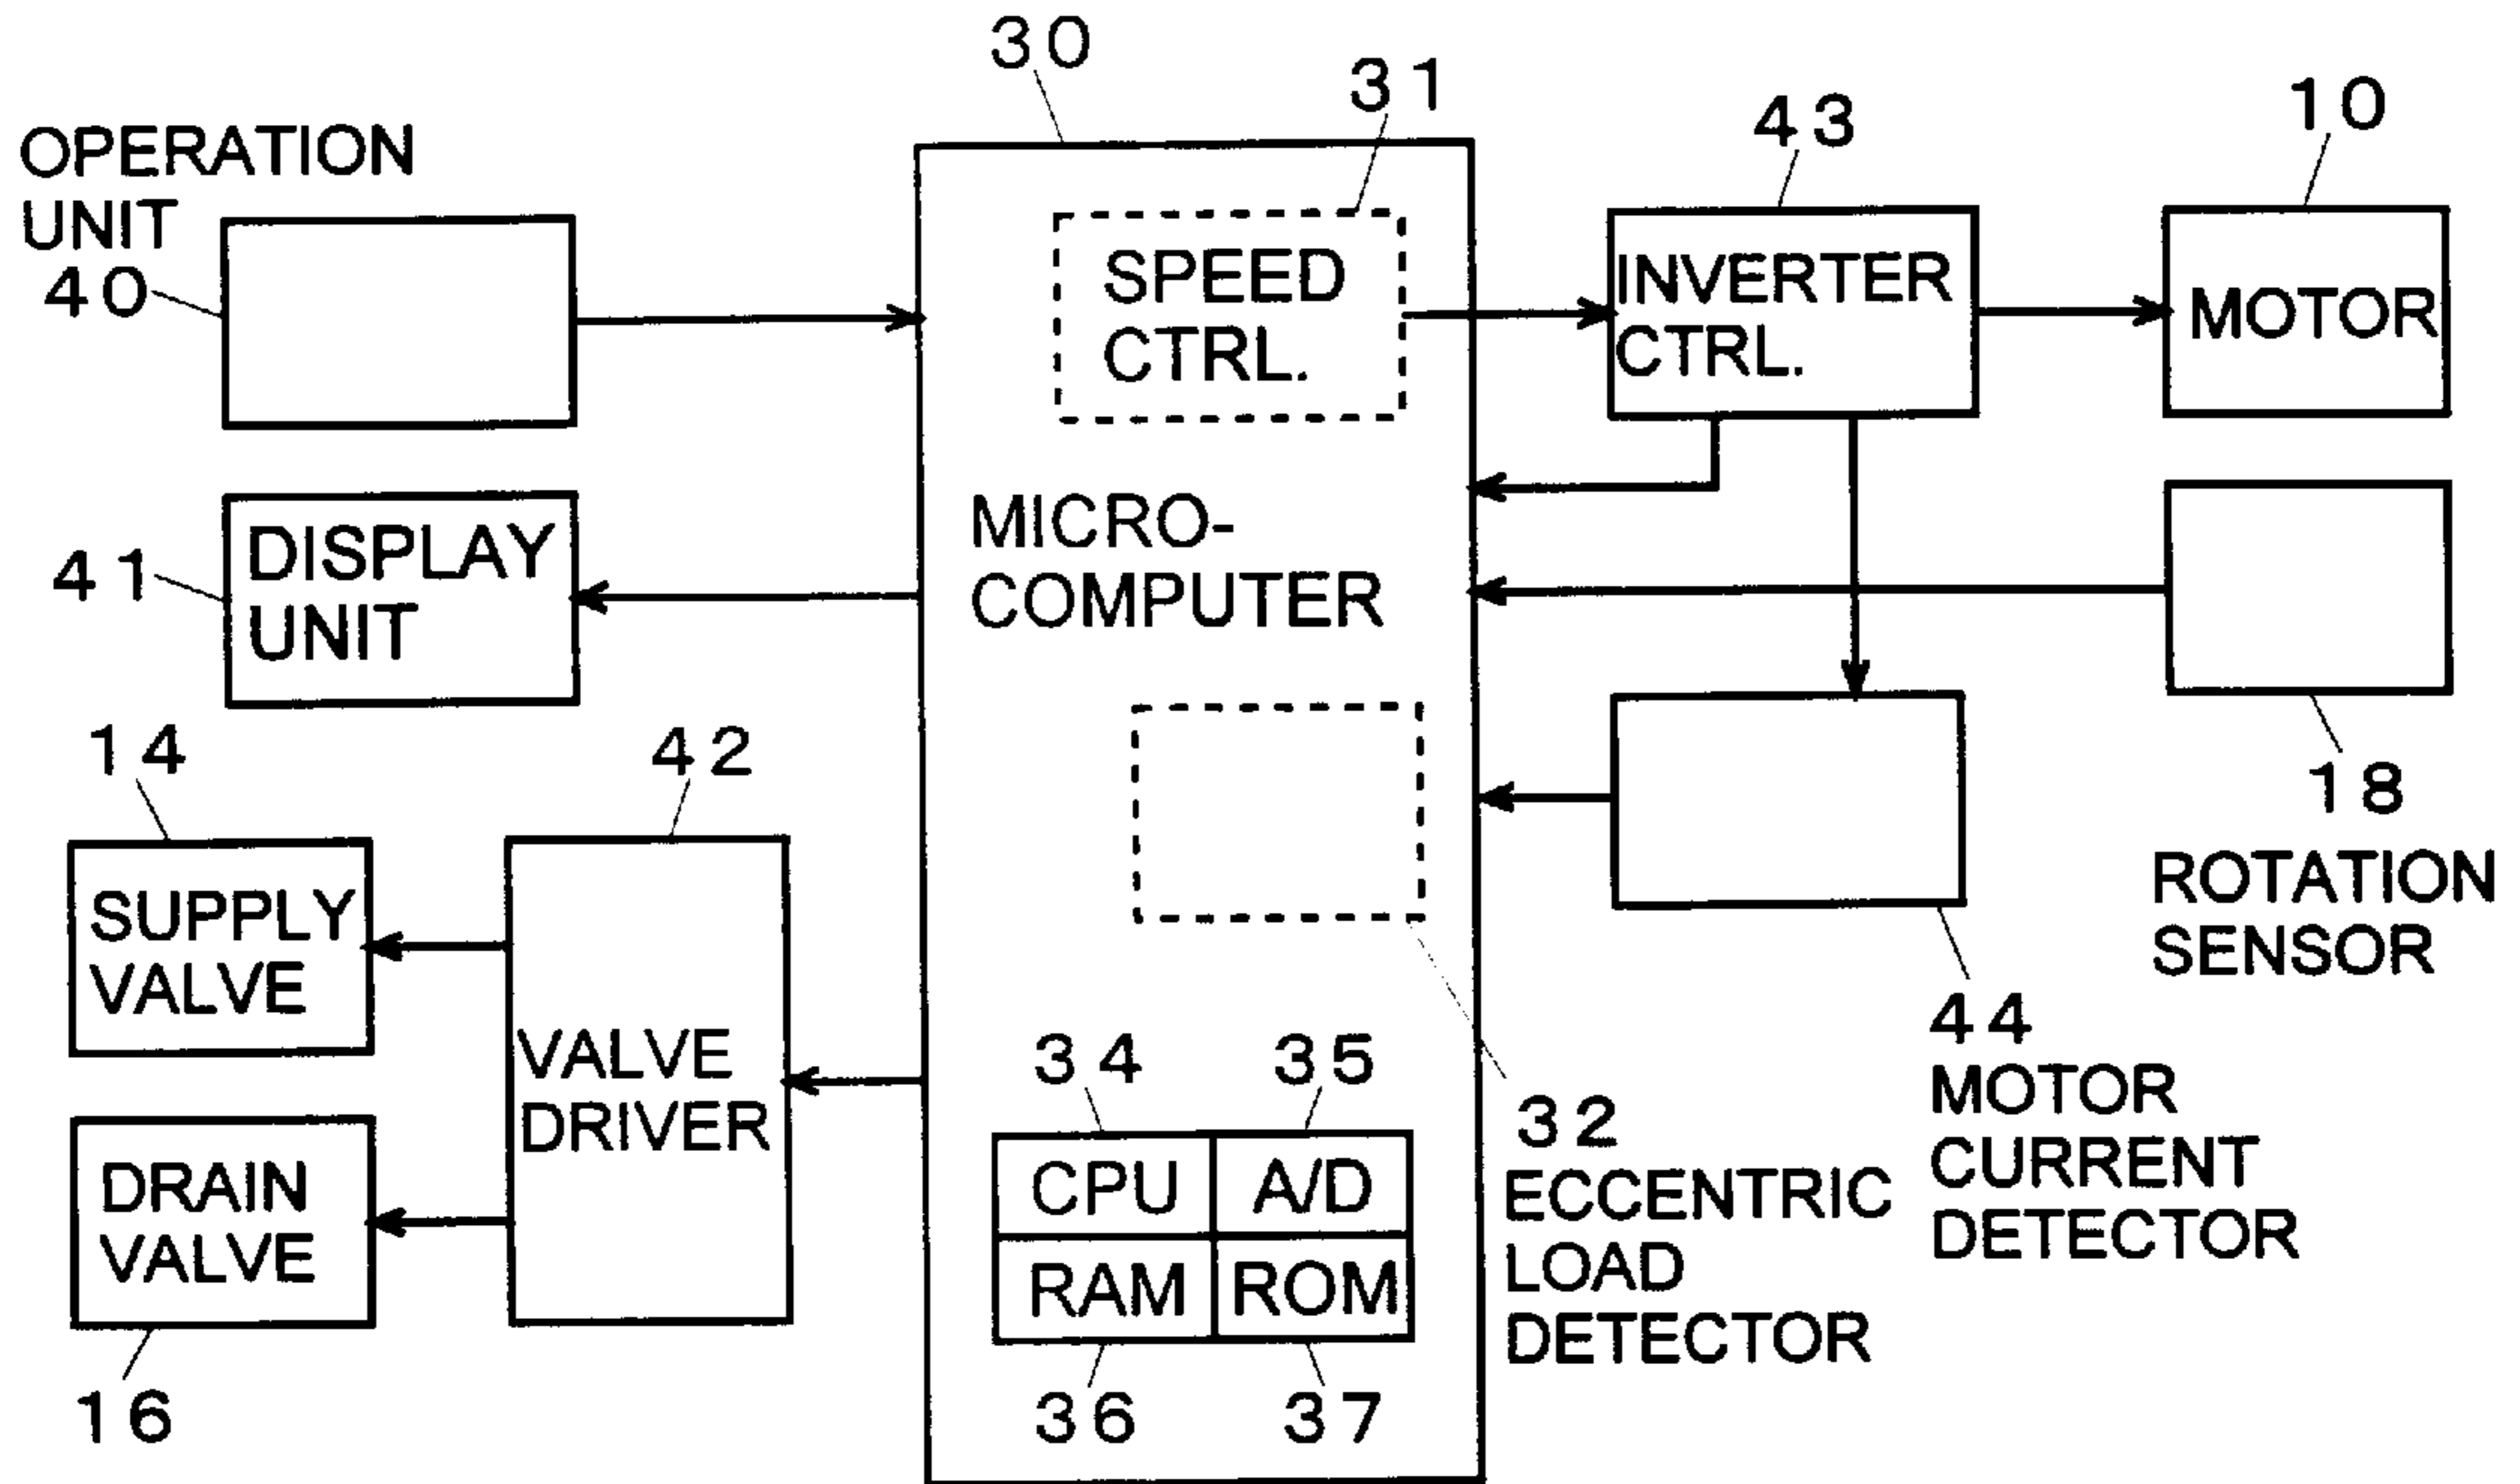 30
31
43
10
OPERATION
UNIT
40
SPEED
CTRL.
INVERTER
CTRL.
MOTOR
41
DISPLAY
UNIT
MICRO-
COMPUTER
14
42
18
ROTATION
SENSOR
SUPPLY
VALVE
VALVE
DRIVER
DRAIN
VALVE
16
34
35
CPU
A/D
RAM
ROM
36
37
32
ECCENTRIC
LOAD
DETECTOR
44
MOTOR
CURRENT
DETECTOR